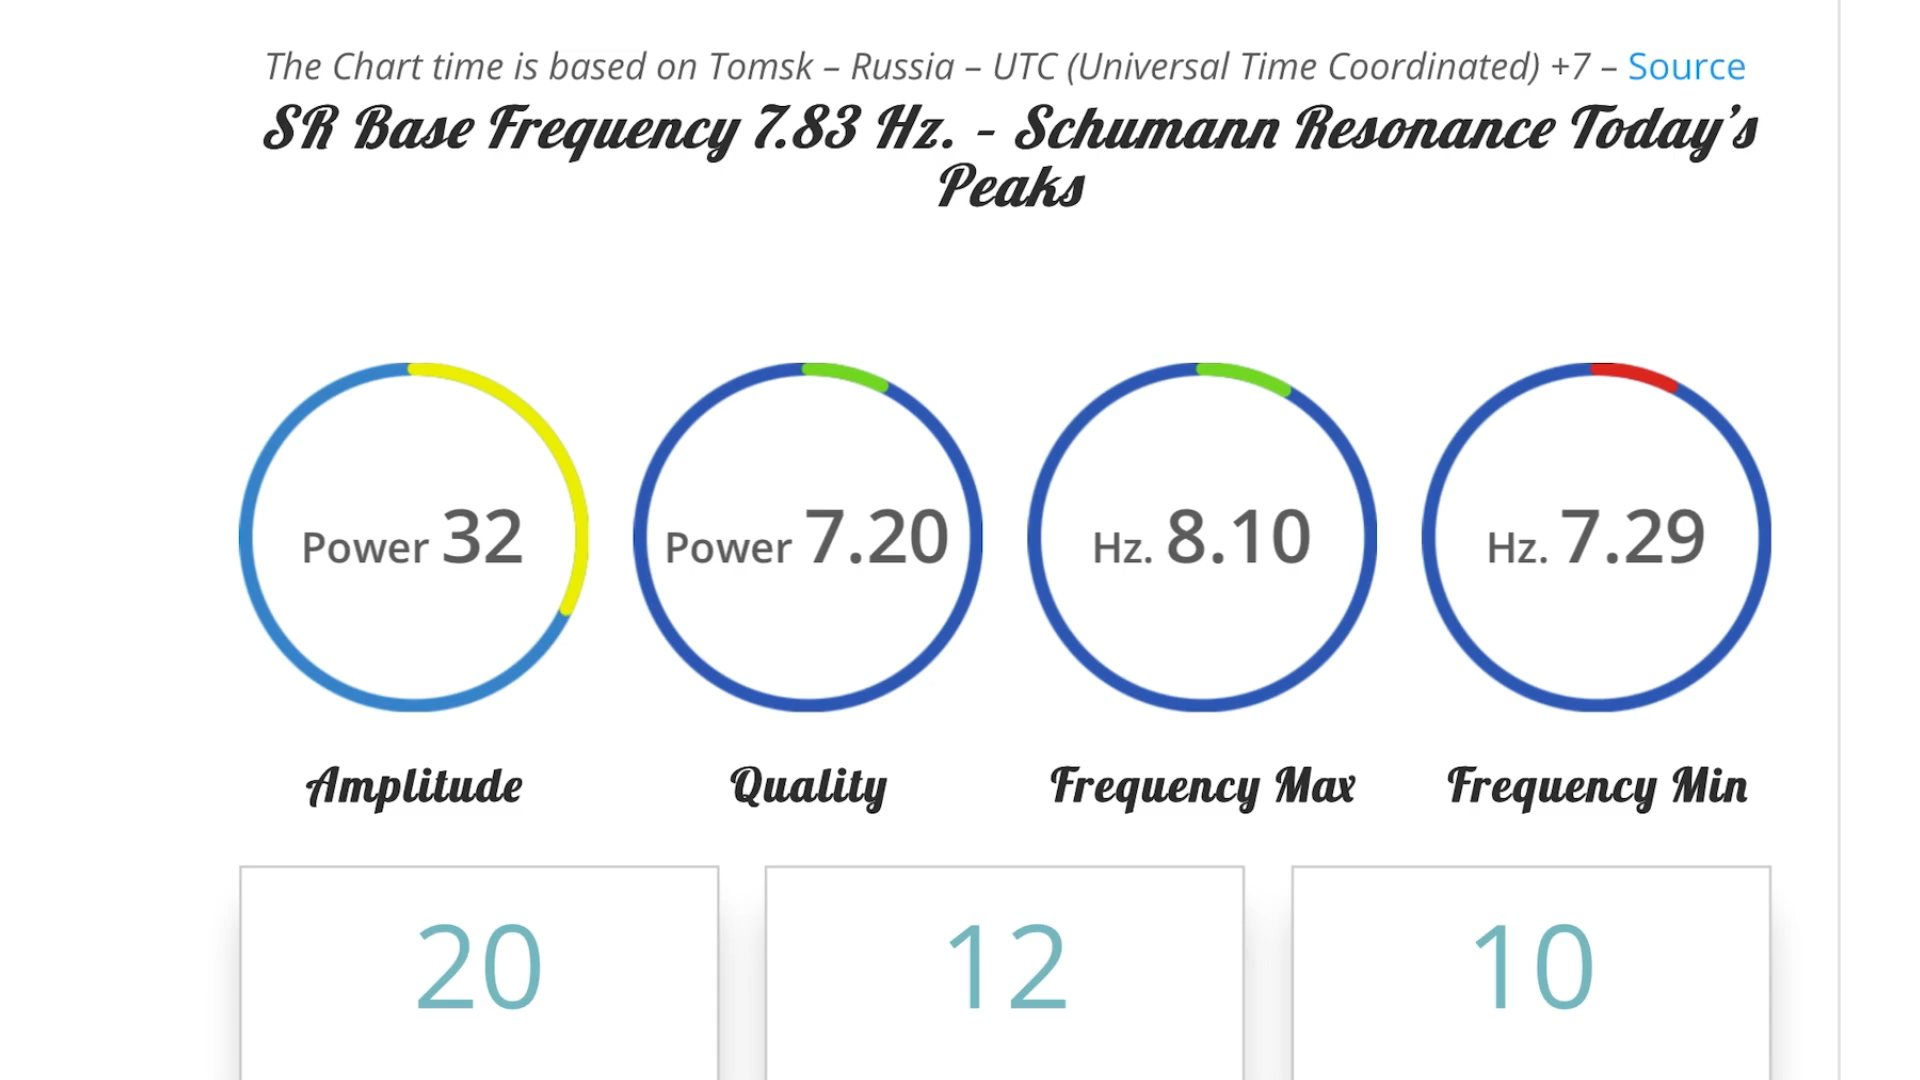 The Chart time is based on Tomsk – Russia – UTC (Universal Time Coordinated) +7 – Source
SR Base Frequency 7.83 Hz. – Schumann Resonance Today’s
Peaks
Power 32
Power 7.20
Hz. 8.10
Hz. 7.29
Amplitude
Quality
Frequency Max
Frequency Min
20
12
10